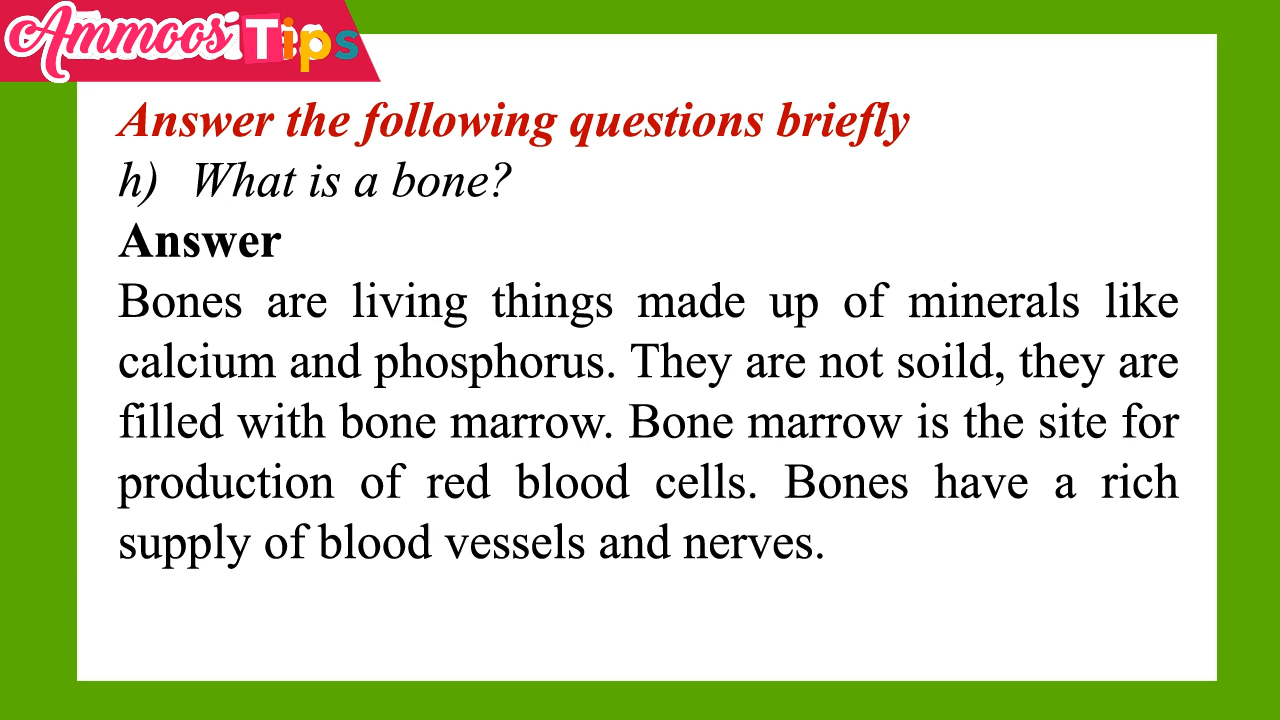 Ammoos Tips
Answer the following questions briefly
h) What is a bone?
Answer
Bones are living things made up of minerals like
calcium and phosphorus. They are not soild, they are
filled with bone marrow. Bone marrow is the site for
production of red blood cells. Bones have a rich
supply of blood vessels and nerves.